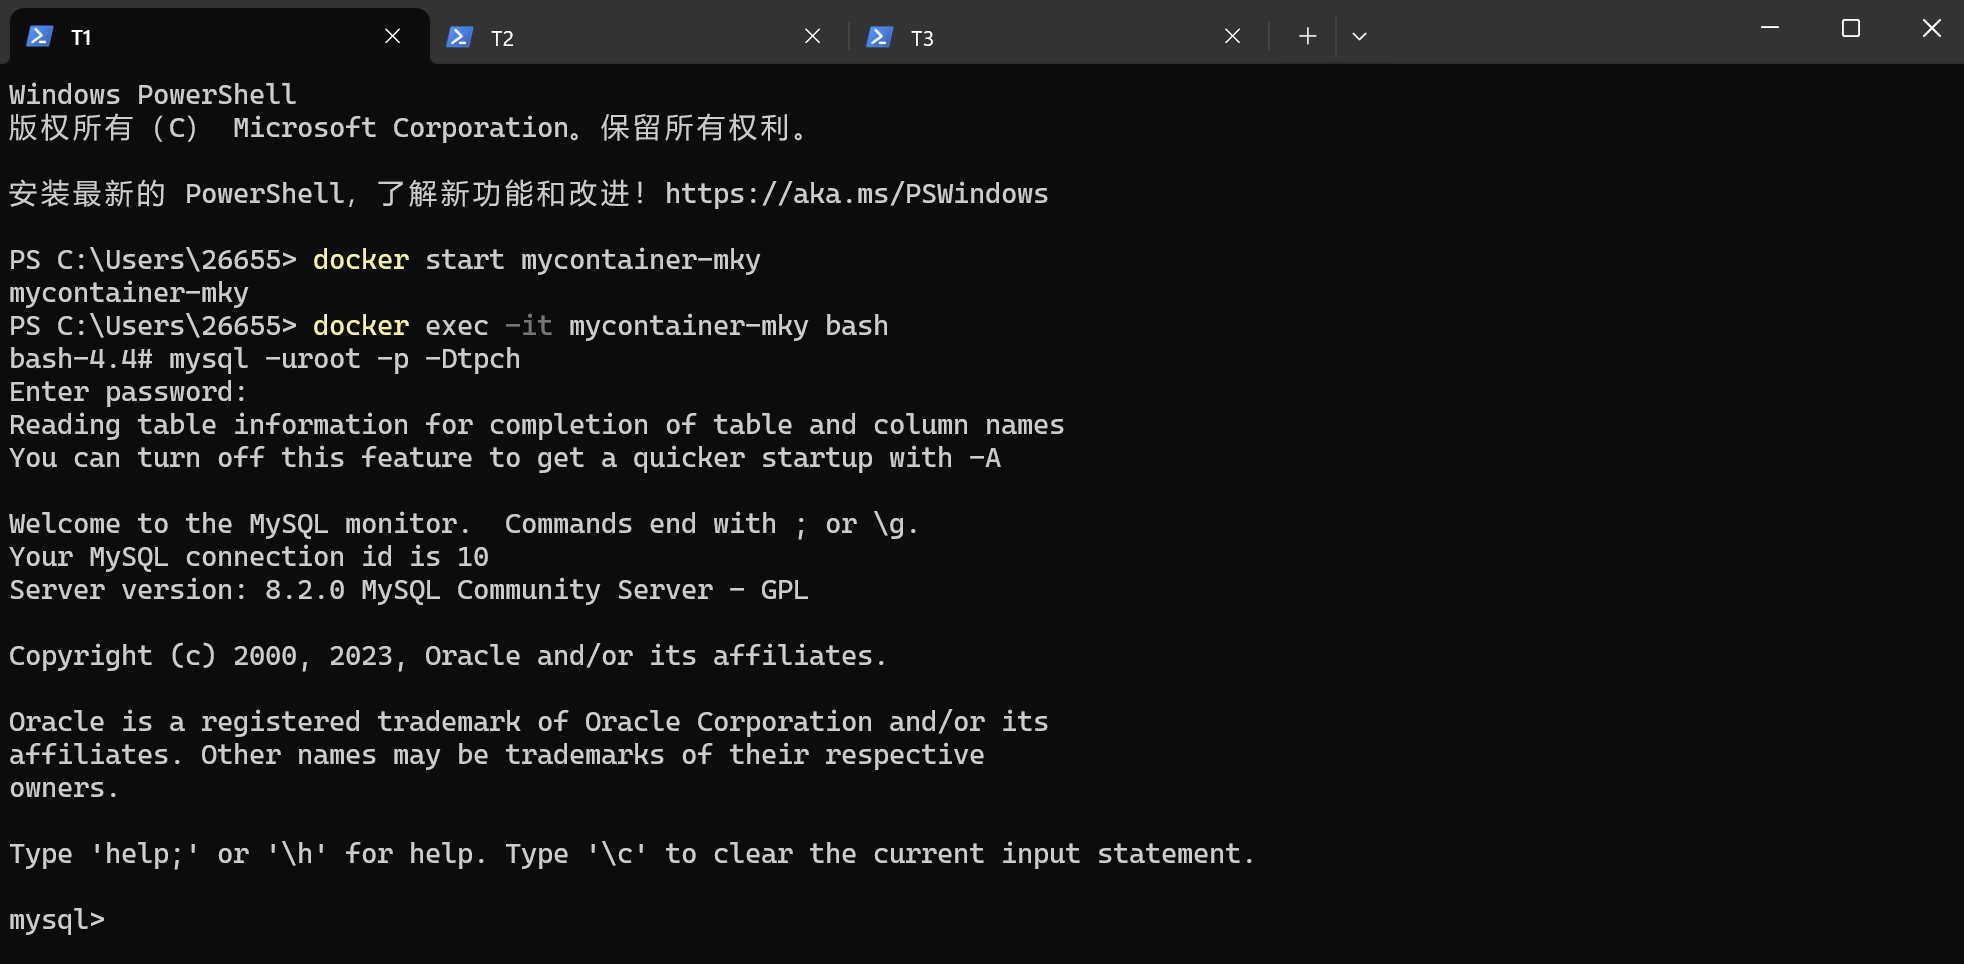 T1
T2
T3
Windows PowerShell
版权所有（C） Microsoft Corporation。保留所有权利。
安装最新的 PowerShell，了解新功能和改进！https://aka.ms/PSWindows
PS C:\Users\26655> docker start mycontainer-mky
mycontainer-mky
PS C:\Users\26655> docker exec -it mycontainer-mky bash
bash-4.4# mysql -uroot -p -Dtpch
Enter password:
Reading table information for completion of table and column names
You can turn off this feature to get a quicker startup with -A
Welcome to the MySQL monitor.  Commands end with ; or \g.
Your MySQL connection id is 10
Server version: 8.2.0 MySQL Community Server - GPL
Copyright (c) 2000, 2023, Oracle and/or its affiliates.
Oracle is a registered trademark of Oracle Corporation and/or its
affiliates. Other names may be trademarks of their respective
owners.
Type 'help;' or '\h' for help. Type '\c' to clear the current input statement.
mysql>